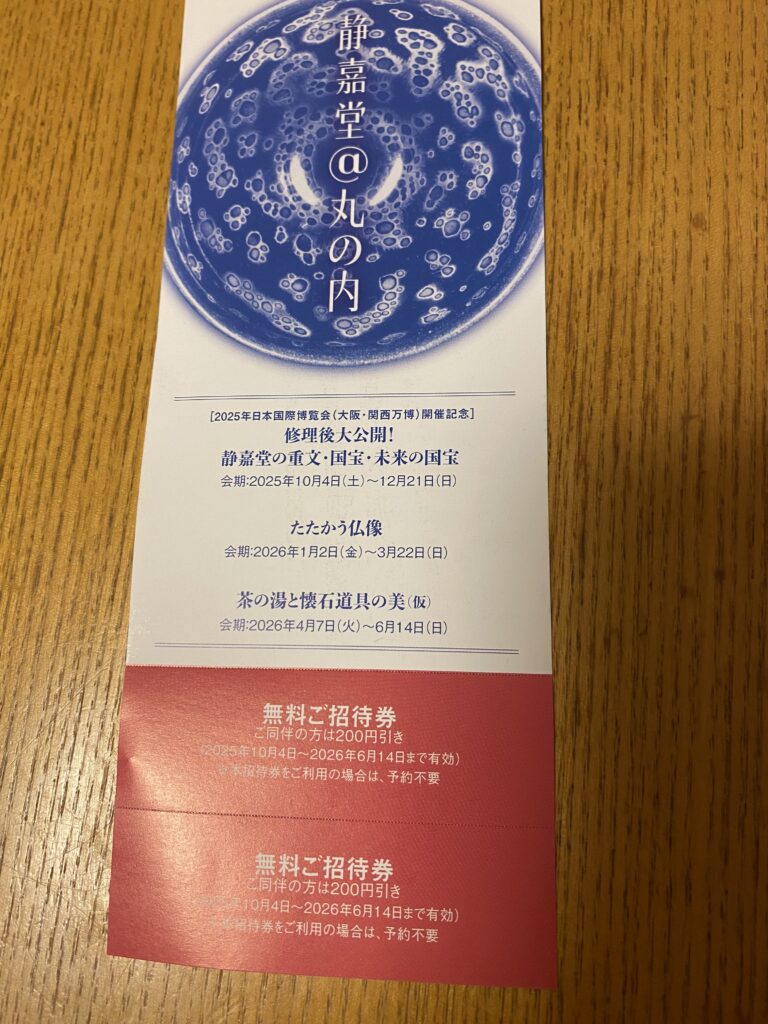 静嘉堂@丸の内
[2025年日本国際博覧会(大阪・関西万博)開催記念]
修理後大公開!
静嘉堂の重文・国宝・未来の国宝
会期:2025年10月4日(土)~12月21日(日)
たたかう仏像
会期:2026年1月2日(金)~3月22日(日)
茶の湯と懐石道具の美(仮)
会期:2026年4月7日(火)~6月14日(日)
無料ご招待券
ご同伴の方は200円引き
(2025年10月4日~2026年6月14日まで有効)
※本招待券をご利用の場合は、予約不要
無料ご招待券
ご同伴の方は200円引き
(2025年10月4日~2026年6月14日まで有効)
※本招待券をご利用の場合は、予約不要